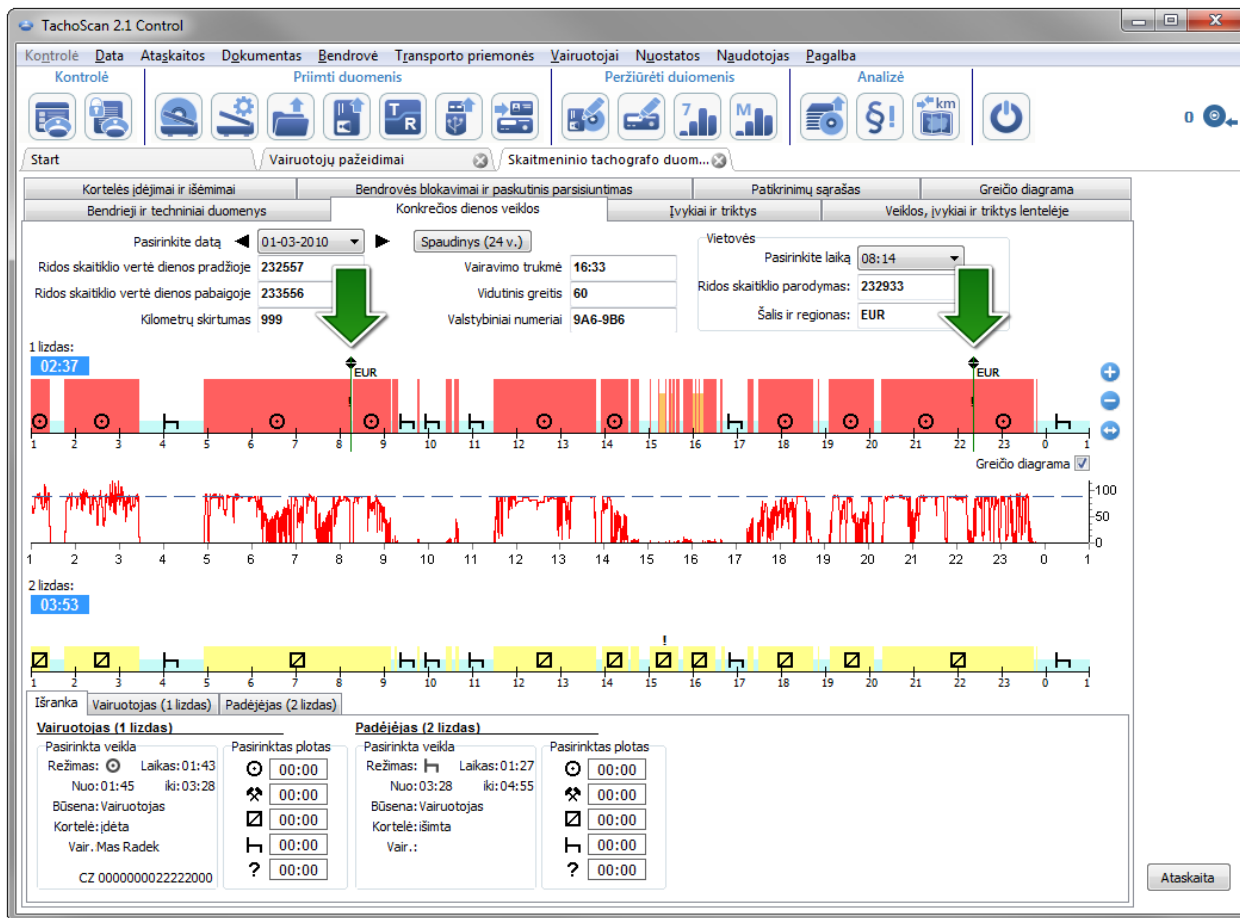 TachoScan 2.1 Control
Kontrolė Data Ataskaitos Dokumentas Bendrovė Transporto priemonės Vairuotojai Nuostatos Naudotojas Pagalba
Kontrolė Priimti duomenis Peržiūrėti duiomenis Analizė
T R 7 M §! km 0
Start Vairuotojų pažeidimai Skaitmeninio tachografo duom...
Kortelės įdėjimai ir išėmimai Bendrovės blokavimai ir paskutinis parsisiuntimas Patikrinimų sąrašas Greičio diagrama
Bendrieji ir techniniai duomenys Konkrečios dienos veiklos Įvykiai ir triktys Veiklos, įvykiai ir triktys lentelėje
Pasirinkite datą 01-03-2010 Spaudinys (24 v.) Vietovės
Pasirinkite laiką 08:14
Ridos skaitiklio vertė dienos pradžioje 232557 Vairavimo trukmė 16:33
Ridos skaitiklio parodymas: 232933
Ridos skaitiklio vertė dienos pabaigoje 233556 Vidutinis greitis 60
Šalis ir regionas: EUR
Kilometrų skirtumas 999 Valstybiniai numeriai 9A6-9B6
1 lizdas:
02:37
EUR EUR
! !
1 2 3 4 5 6 7 8 9 10 11 12 13 14 15 16 17 18 19 20 21 22 23 0 1
Greičio diagrama
100
50
0
1 2 3 4 5 6 7 8 9 10 11 12 13 14 15 16 17 18 19 20 21 22 23 0 1
2 lizdas:
03:53
!
1 2 3 4 5 6 7 8 9 10 11 12 13 14 15 16 17 18 19 20 21 22 23 0 1
Išranka Vairuotojas (1 lizdas) Padėjėjas (2 lizdas)
Vairuotojas (1 lizdas) Padėjėjas (2 lizdas)
Pasirinkta veikla Pasirinktas plotas Pasirinkta veikla Pasirinktas plotas
Režimas: Laikas: 01:43 00:00 Režimas: Laikas: 01:27 00:00
Nuo: 01:45 iki: 03:28 00:00 Nuo: 03:28 iki: 04:55 00:00
Būsena: Vairuotojas 00:00 Būsena: Vairuotojas 00:00
Kortelė: įdėta Kortelė: išimta
Vair. Mas Radek 00:00 Vair.: 00:00
? 00:00 ? 00:00
CZ 0000000022222000
Ataskaita